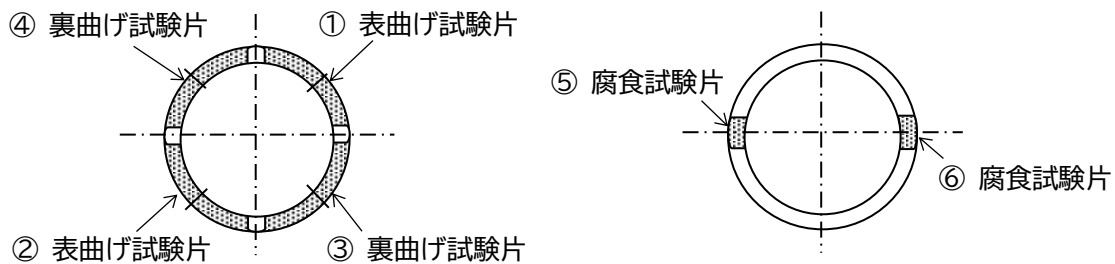 ④ 裏曲げ試験片
① 表曲げ試験片
② 表曲げ試験片
③ 裏曲げ試験片
⑤ 腐食試験片
⑥ 腐食試験片